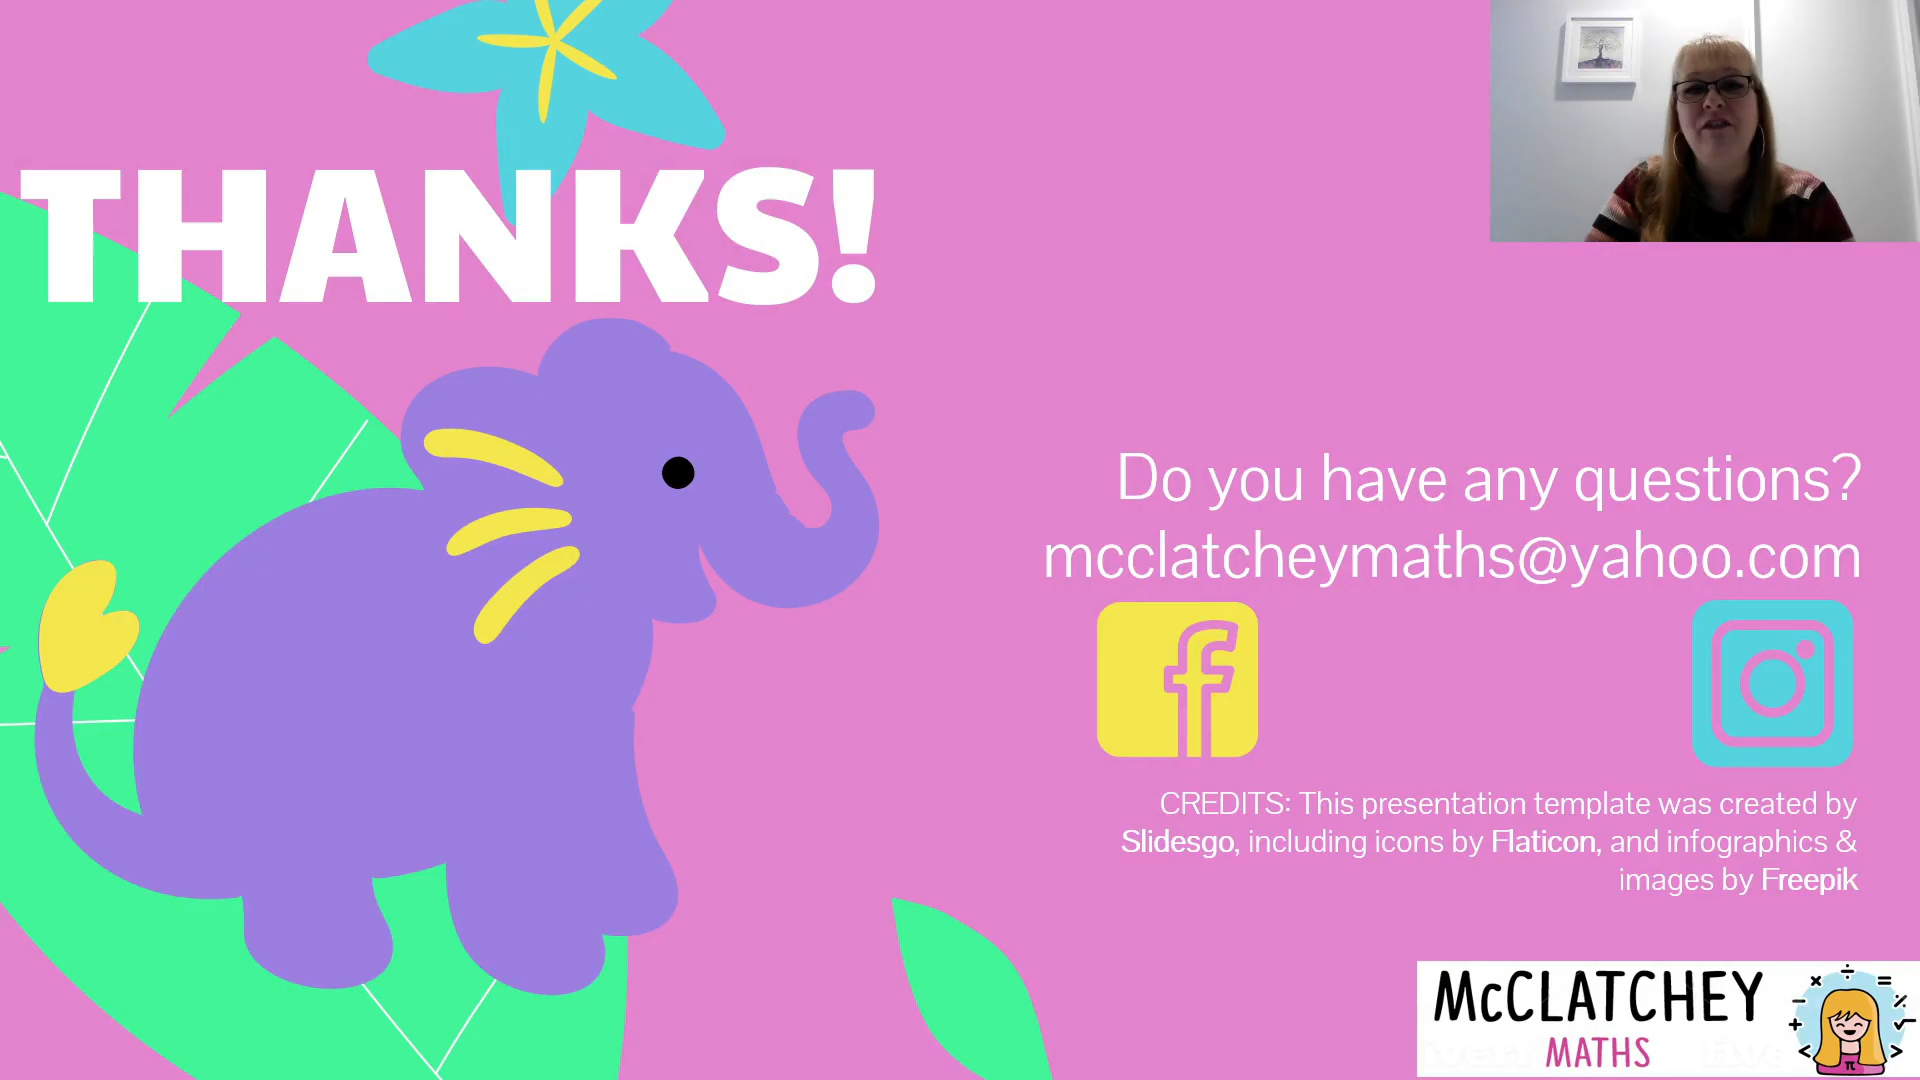 THANKS!
Do you have any questions?
mcclatcheymaths@yahoo.com
CREDITS: This presentation template was created by
Slidesgo, including icons by Flaticon, and infographics &
images by Freepik
McCLATCHEY
MATHS